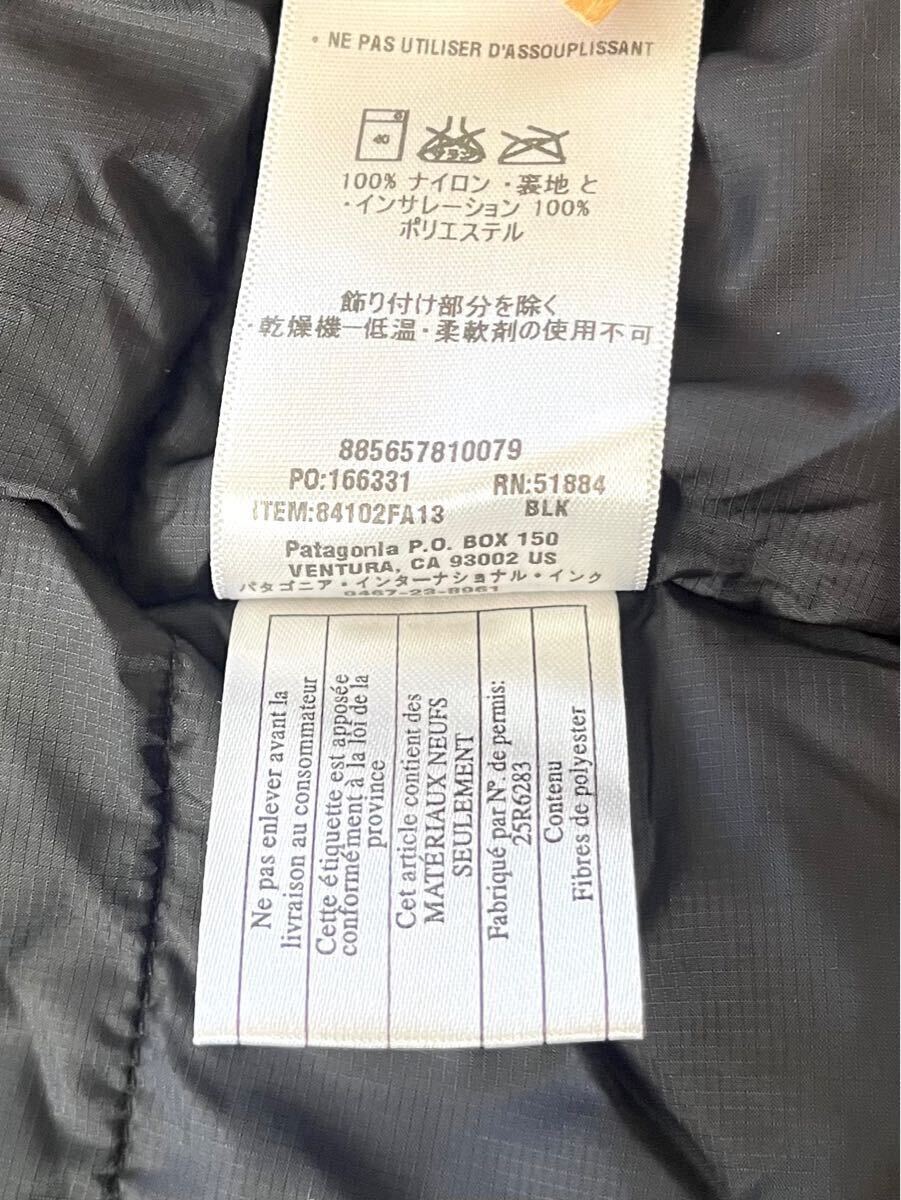 • NE PAS UTILISER D'ASSOUPLISSANT
40
100% ナイロン・裏地 と
・インサレーション 100%
ポリエステル
飾り付け部分を除く
・乾燥機ー低温・柔軟剤の使用不可
885657810079
PO:166331 RN:51884
ITEM:84102FA13 BLK
Patagonia P.O. BOX 150
VENTURA, CA 93002 US
パタゴニア・インターナショナル・インク
0467-23-8961
Ne pas enlever avant la
livraison au consommateur
Cette étiquette est apposée
conformément à la loi de la
province
Cet article contient des
MATÉRIAUX NEUFS
SEULEMENT
Fabriqué par Nº. de permis:
25R6283
Contenu
Fibres de polyester